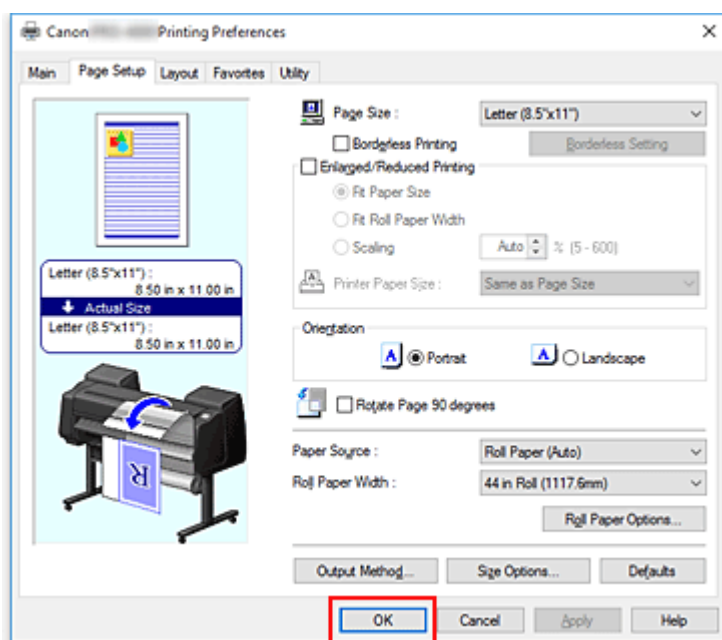 Canon Printing Preferences
Main Page Setup Layout Favorites Utility
Page Size : Letter (8.5"x11")
Borderless Printing Borderless Setting
Enlarged/Reduced Printing
Fit Paper Size
Fit Roll Paper Width
Scaling Auto % (5 - 600)
Printer Paper Size : Same as Page Size
Letter (8.5"x11") :
8.50 in x 11.00 in
Actual Size
Letter (8.5"x11") :
8.50 in x 11.00 in
Orientation
A Portrait A Landscape
Rotate Page 90 degrees
R
Paper Source : Roll Paper (Auto)
Roll Paper Width : 44 in Roll (1117.6mm)
Roll Paper Options...
Output Method... Size Options... Defaults
OK Cancel Apply Help